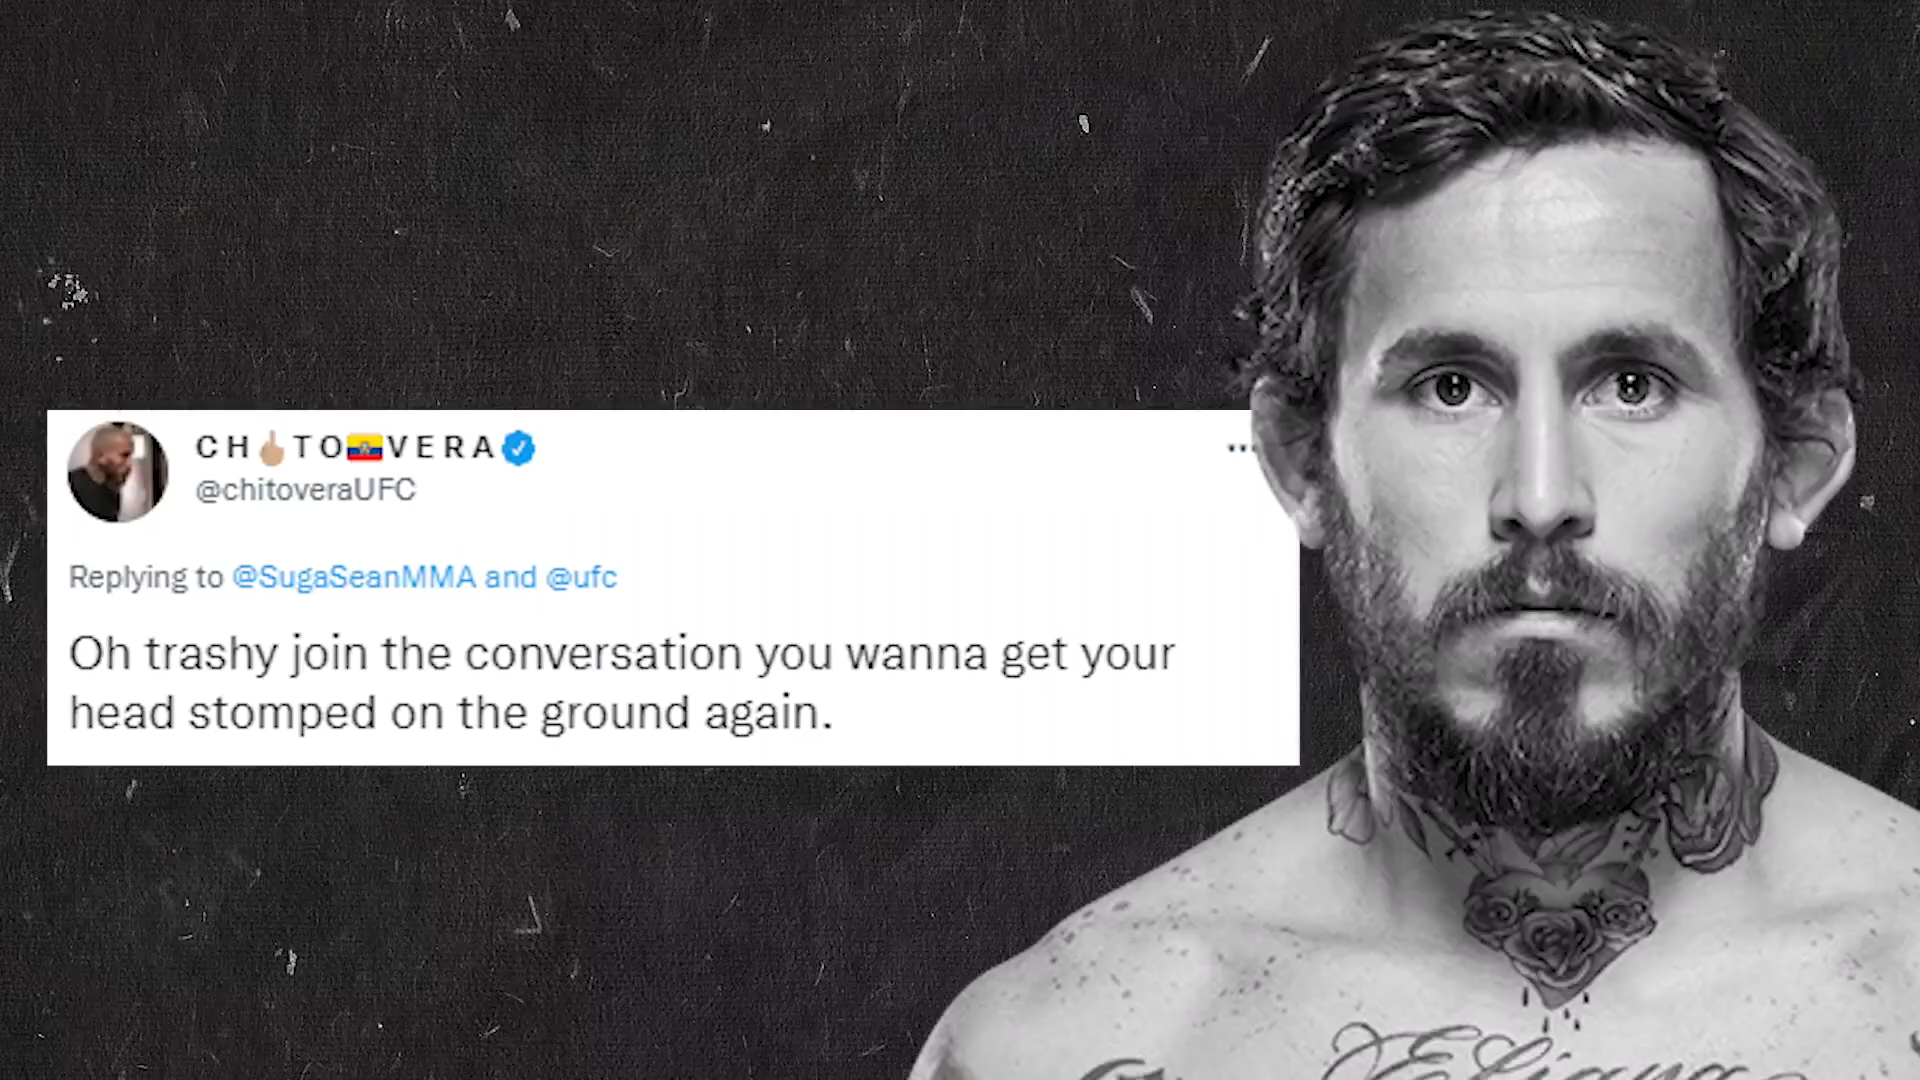 CH🖕🏼TO🇪🇨VERA
@chitoveraUFC
...
Replying to @SugaSeanMMA and @ufc
Oh trashy join the conversation you wanna get your
head stomped on the ground again.
Eliana